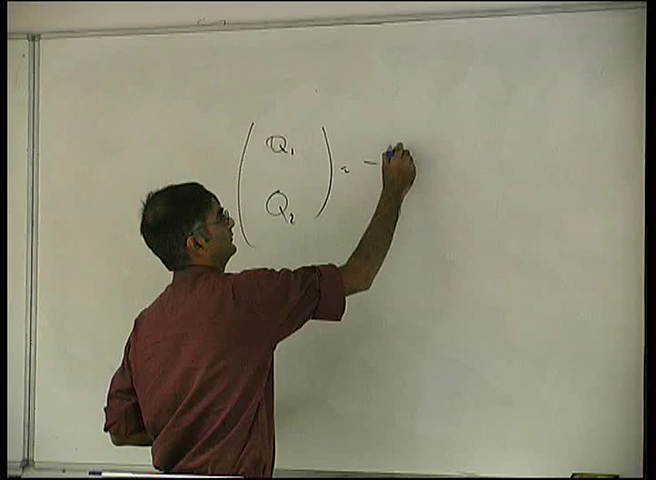 ( Q₁
Q₂ ) = -